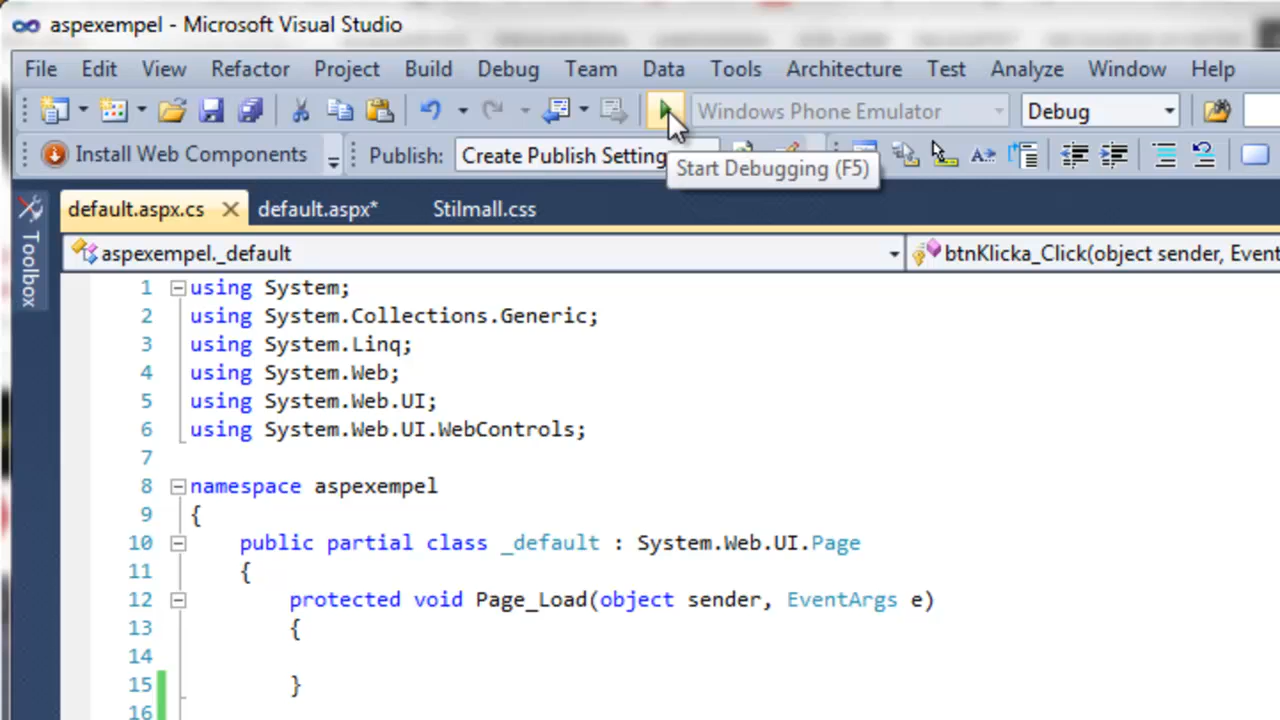 aspexempel - Microsoft Visual Studio
File Edit View Refactor Project Build Debug Team Data Tools Architecture Test Analyze Window Help
Windows Phone Emulator Debug
Install Web Components Publish: Create Publish Setting
Start Debugging (F5)
default.aspx.cs default.aspx* Stilmall.css
Toolbox
aspexempel._default btnKlicka_Click(object sender, Event
1 using System;
2 using System.Collections.Generic;
3 using System.Linq;
4 using System.Web;
5 using System.Web.UI;
6 using System.Web.UI.WebControls;
7
8 namespace aspexempel
9 {
10 public partial class _default : System.Web.UI.Page
11 {
12 protected void Page_Load(object sender, EventArgs e)
13 {
14
15 }
16